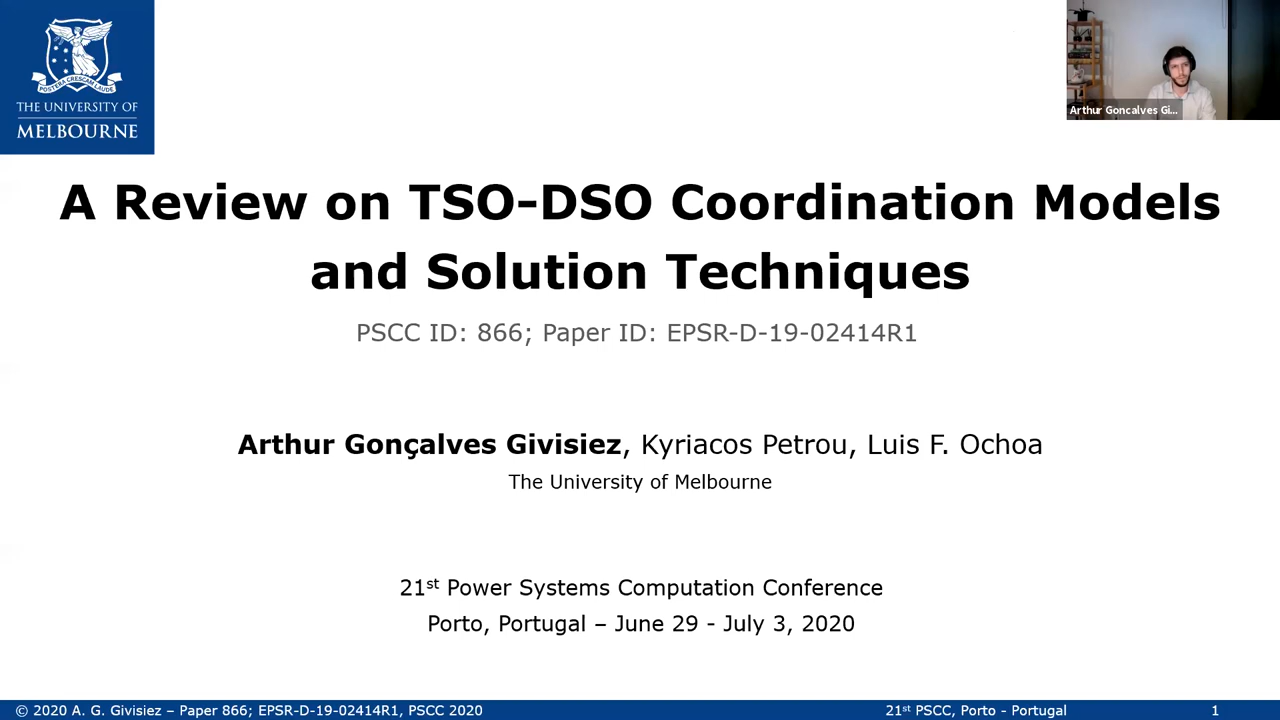 POSTERA CRESCAM LAUDE
THE UNIVERSITY OF
MELBOURNE
Arthur Goncalves Gi...
A Review on TSO-DSO Coordination Models
and Solution Techniques
PSCC ID: 866; Paper ID: EPSR-D-19-02414R1
Arthur Gonçalves Givisiez, Kyriacos Petrou, Luis F. Ochoa
The University of Melbourne
21st Power Systems Computation Conference
Porto, Portugal – June 29 - July 3, 2020
© 2020 A. G. Givisiez – Paper 866; EPSR-D-19-02414R1, PSCC 2020
21st PSCC, Porto - Portugal
1